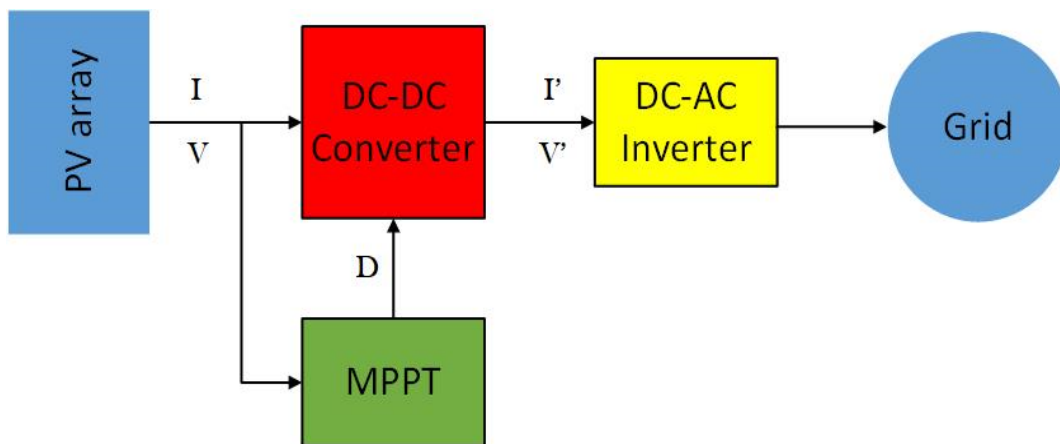 PV array
I
V
DC-DC
Converter
I’
V’
DC-AC
Inverter
Grid
D
MPPT